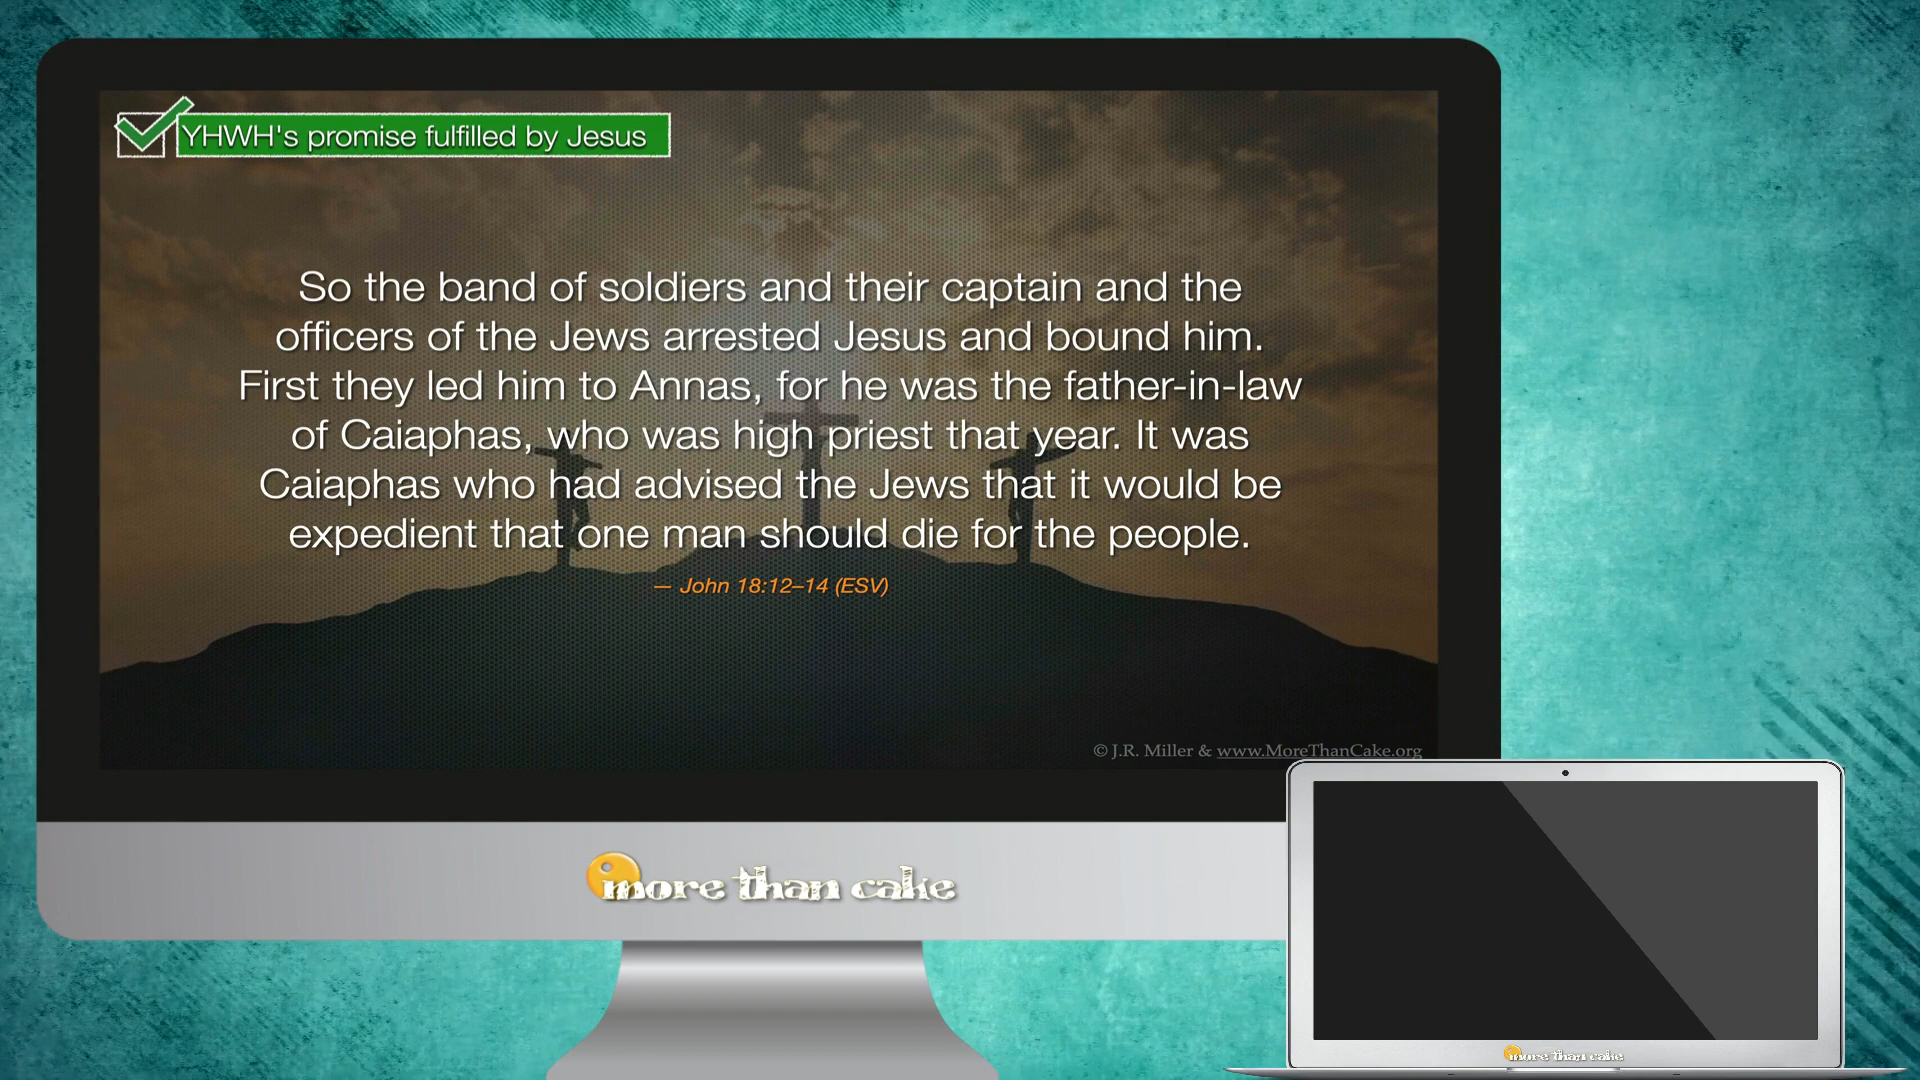 YHWH's promise fulfilled by Jesus
So the band of soldiers and their captain and the
officers of the Jews arrested Jesus and bound him.
First they led him to Annas, for he was the father-in-law
of Caiaphas, who was high priest that year. It was
Caiaphas who had advised the Jews that it would be
expedient that one man should die for the people.
— John 18:12–14 (ESV)
© J.R. Miller & www.MoreThanCake.org
more than cake
more than cake